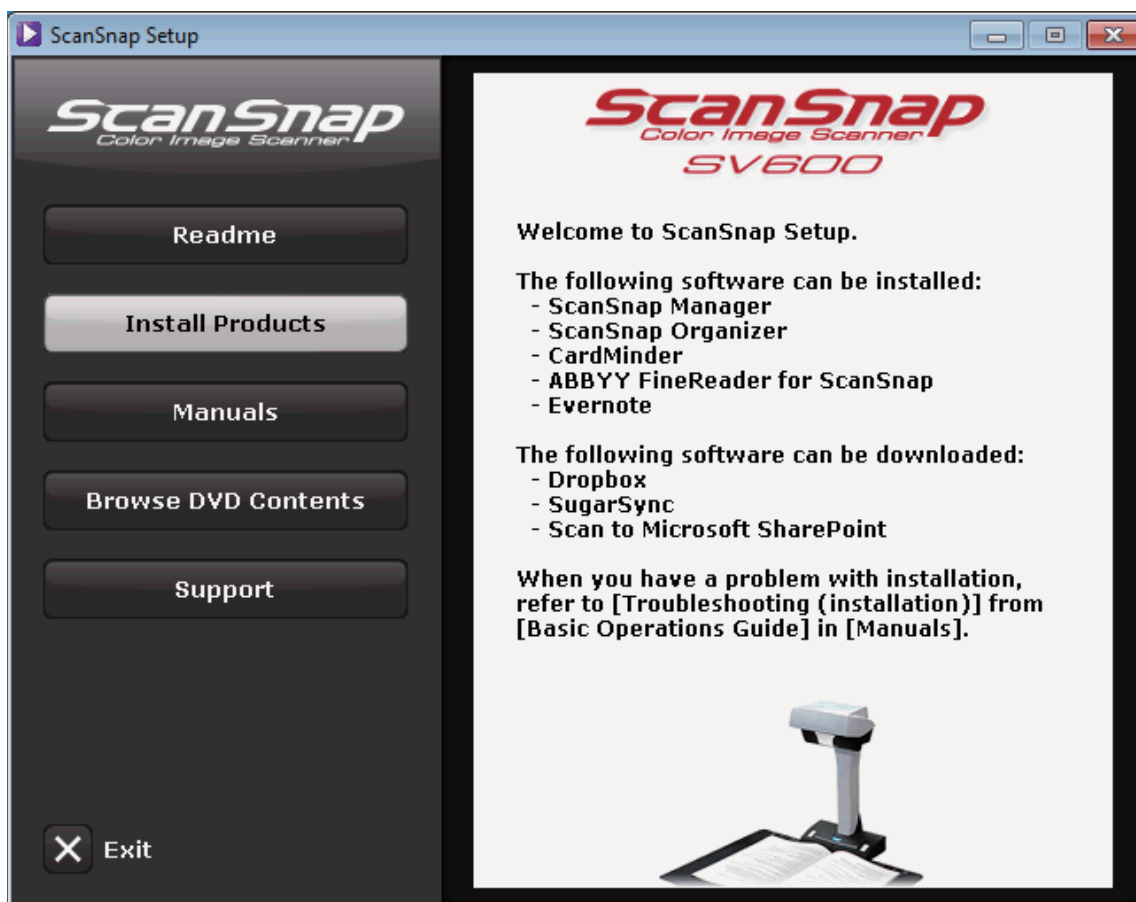 ScanSnap Setup
ScanSnap
Color Image Scanner
Readme
Install Products
Manuals
Browse DVD Contents
Support
Exit
ScanSnap
Color Image Scanner
SV600
Welcome to ScanSnap Setup.
The following software can be installed:
- ScanSnap Manager
- ScanSnap Organizer
- CardMinder
- ABBYY FineReader for ScanSnap
- Evernote
The following software can be downloaded:
- Dropbox
- SugarSync
- Scan to Microsoft SharePoint
When you have a problem with installation,
refer to [Troubleshooting (installation)] from
[Basic Operations Guide] in [Manuals].